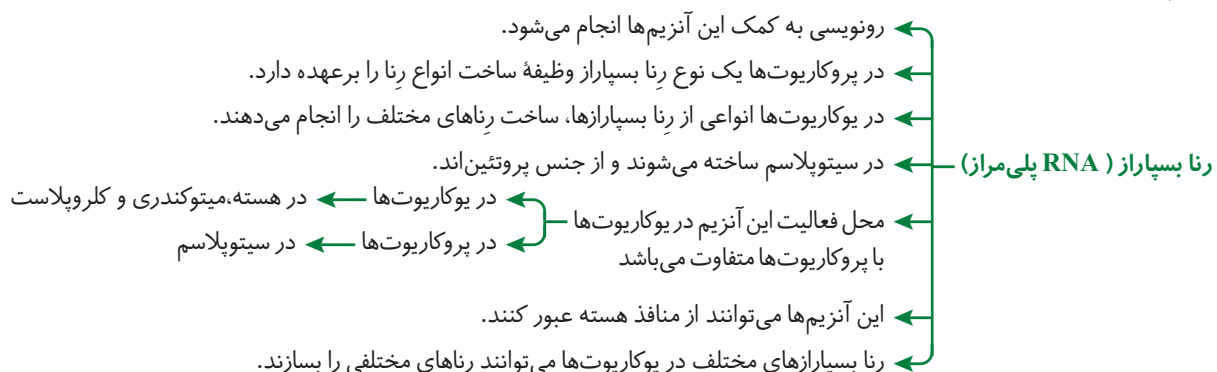 رونویسی به کمک این آنزیم‌ها انجام می‌شود.
در پروکاریوت‌ها یک نوع رِنا بسپاراز وظیفهٔ ساخت انواع رِنا را برعهده دارد.
در یوکاریوت‌ها انواعی از رِنا بسپارازها، ساخت رِناهای مختلف را انجام می‌دهند.
رنا بسپاراز ( RNA پلی‌مراز)
در سیتوپلاسم ساخته می‌شوند و از جنس پروتئین‌اند.
محل فعالیت این آنزیم در یوکاریوت‌ها
با پروکاریوت‌ها متفاوت می‌باشد
در یوکاریوت‌ها در هسته،میتوکندری و کلروپلاست
در پروکاریوت‌ها در سیتوپلاسم
این آنزیم‌ها می‌توانند از منافذ هسته عبور کنند.
رنا بسپارازهای مختلف در یوکاریوت‌ها می‌توانند رناهای مختلفی را بسازند.